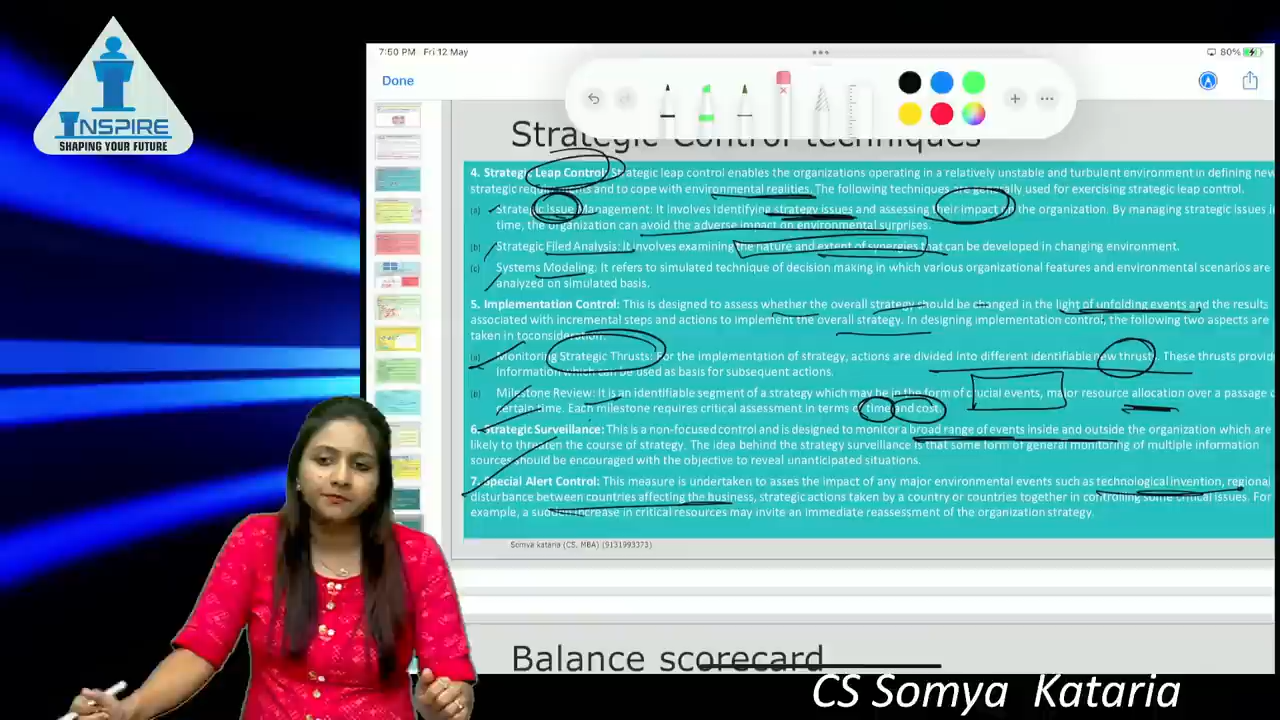 INSPIRE
SHAPING YOUR FUTURE
7:50 PM Fri 12 May
80%
Done
Strategic Control techniques
4. Strategic Leap Control: Strategic leap control enables the organizations operating in a relatively unstable and turbulent environment in defining new
strategic requirements and to cope with environmental realities. The following techniques are generally used for exercising strategic leap control.
(a) Strategic Issue Management: It involves identifying strategy issues and assessing their impact on the organization. By managing strategic issues in
time, the organization can avoid the adverse impact on environmental surprises.
(b) Strategic Filed Analysis: It involves examining the nature and extent of synergies that can be developed in changing environment.
(c) Systems Modeling: It refers to simulated technique of decision making in which various organizational features and environmental scenarios are
analyzed on simulated basis.
5. Implementation Control: This is designed to assess whether the overall strategy should be changed in the light of unfolding events and the results
associated with incremental steps and actions to implement the overall strategy. In designing implementation control, the following two aspects are
taken in toconsideration:
(a) Monitoring Strategic Thrusts: For the implementation of strategy, actions are divided into different identifiable new thrusts. These thrusts provid
information which can be used as basis for subsequent actions.
(b) Milestone Review: It is an identifiable segment of a strategy which may be in the form of crucial events, major resource allocation over a passage o
certain time. Each milestone requires critical assessment in terms of time and cost.
6. Strategic Surveillance: This is a non-focused control and is designed to monitor a broad range of events inside and outside the organization which are
likely to threaten the course of strategy. The idea behind the strategy surveillance is that some form of general monitoring of multiple information
sources should be encouraged with the objective to reveal unanticipated situations.
7. Special Alert Control: This measure is undertaken to asses the impact of any major environmental events such as technological invention, regional
disturbance between countries affecting the business, strategic actions taken by a country or countries together in controlling some critical issues. For
example, a sudden increase in critical resources may invite an immediate reassessment of the organization strategy.
Somya kataria (CS, MBA) (9131993373)
Balance scorecard
CS Somya Kataria